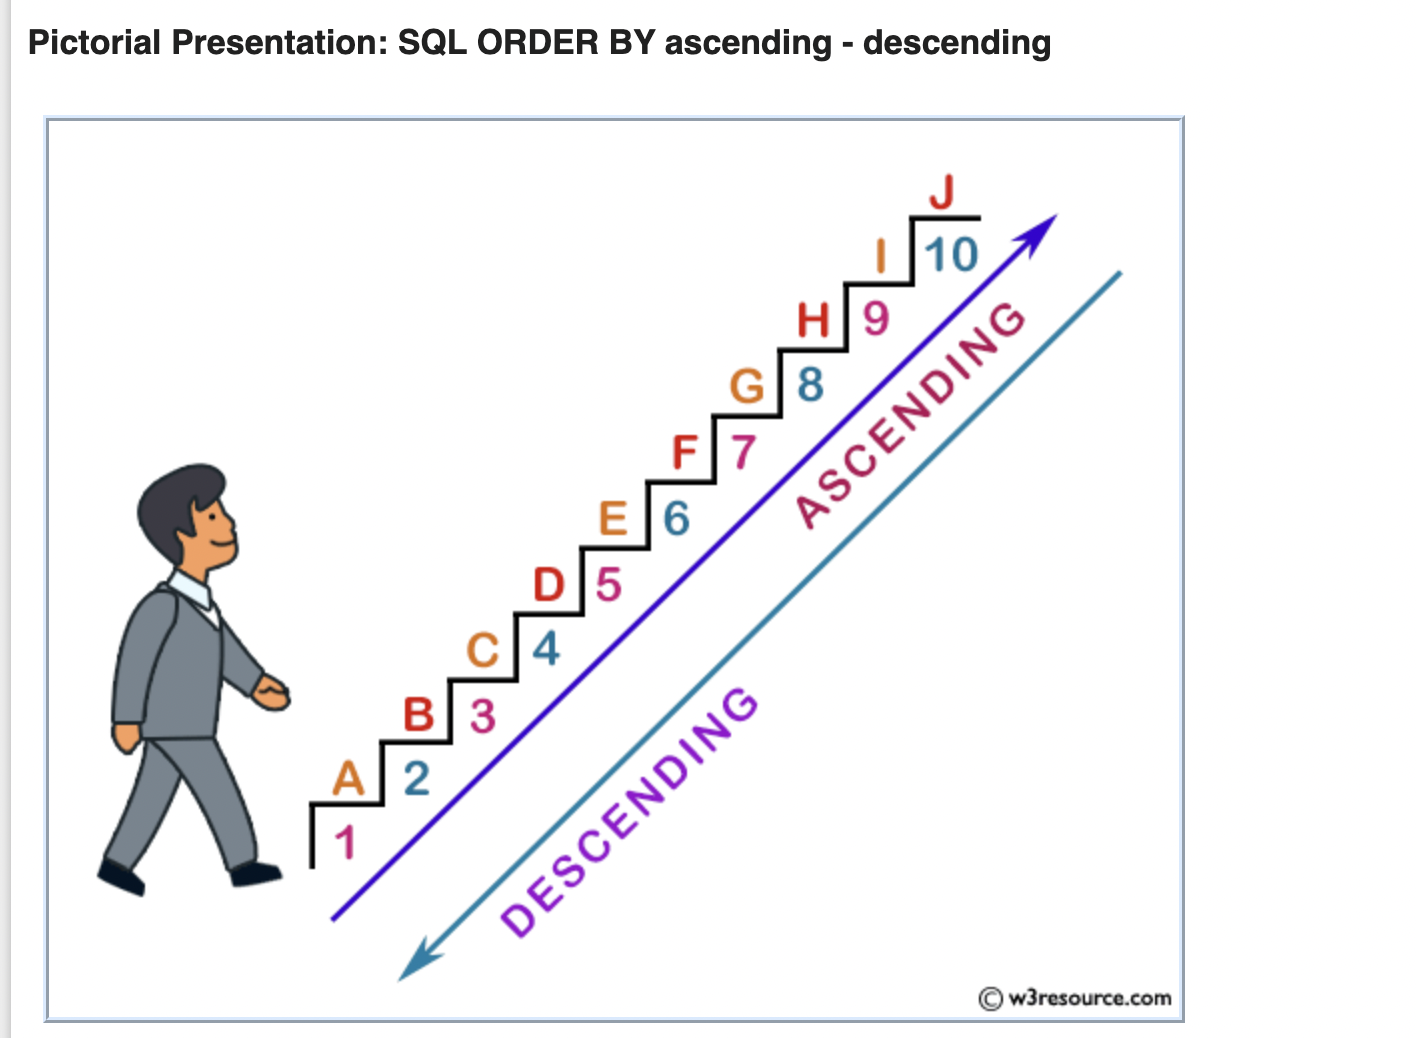 Pictorial Presentation: SQL ORDER BY ascending - descending
J
I 10
H 9
G 8
F 7
E 6
D 5
C 4
B 3
A 2
1
ASCENDING
DESCENDING
© w3resource.com